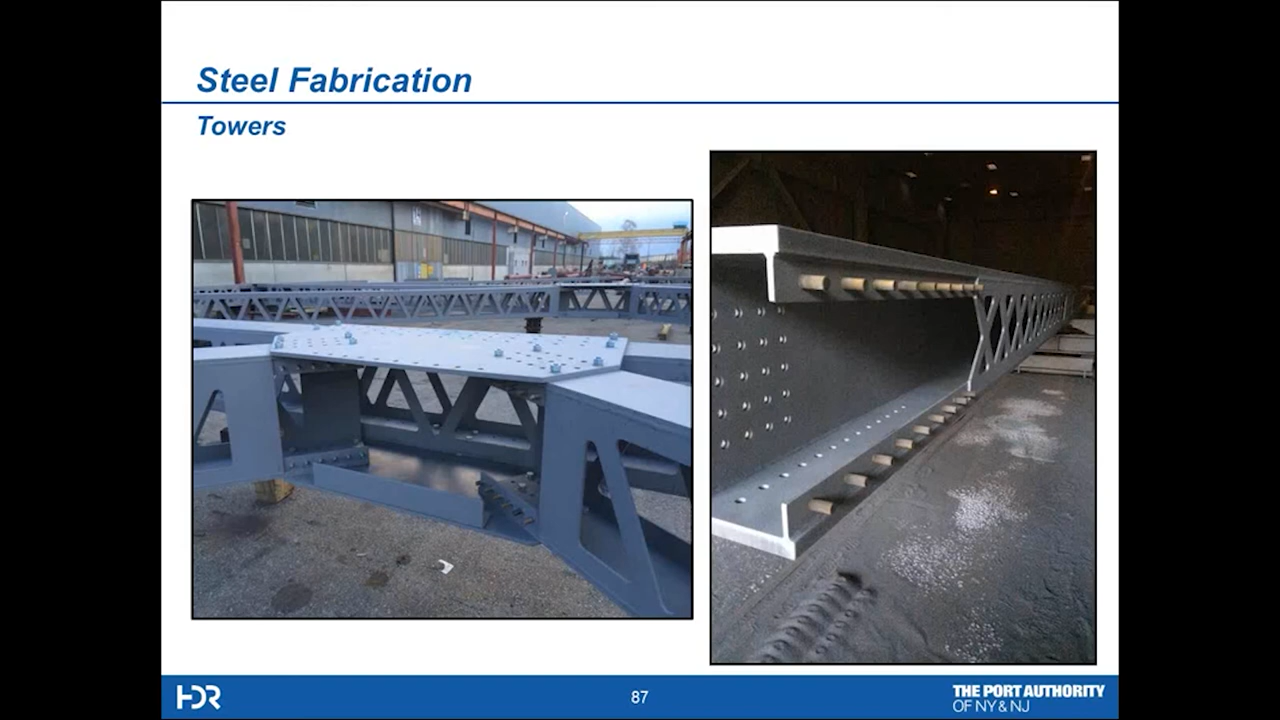 Steel Fabrication
Towers
HDR
87
THE PORT AUTHORITY
OF NY & NJ